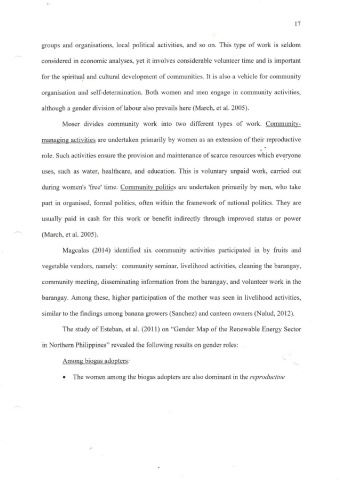 17
groups and organisations, local political activities, and so on. This type of work is seldom
considered in economic analyses, yet it involves considerable volunteer time and is important
for the spiritual and cultural development of communities. It is also a vehicle for community
organisation and self-determination. Both women and men engage in community activities,
although a gender division of labour also prevails here (March, et al. 2005).
Moser divides community work into two different types of work. Community-
managing activities are undertaken primarily by women as an extension of their reproductive
role. Such activities ensure the provision and maintenance of scarce resources which everyone
uses, such as water, healthcare, and education. This is voluntary unpaid work, carried out
during women's 'free' time. Community politics are undertaken primarily by men, who take
part in organised, formal politics, often within the framework of national politics. They are
usually paid in cash for this work or benefit indirectly through improved status or power
(March, et al. 2005).
Magcalas (2014) identified six community activities participated in by fruits and
vegetable vendors, namely: community seminar, livelihood activities, cleaning the barangay,
community meeting, disseminating information from the barangay, and volunteer work in the
barangay. Among these, higher participation of the mother was seen in livelihood activities,
similar to the findings among banana growers (Sanchez) and canteen owners (Nulud, 2012).
The study of Esteban, et al. (2011) on "Gender Map of the Renewable Energy Sector
in Northern Philippines" revealed the following results on gender roles:
Among biogas adopters:
• The women among the biogas adopters are also dominant in the reproductive